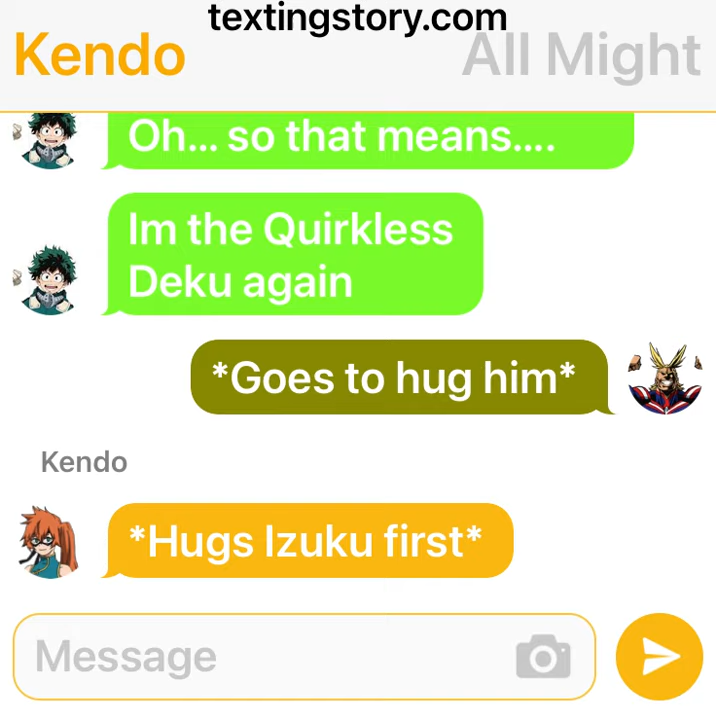 textingstory.com
Kendo
All Might
Oh... so that means....
Im the Quirkless
Deku again
*Goes to hug him*
Kendo
*Hugs Izuku first*
Message